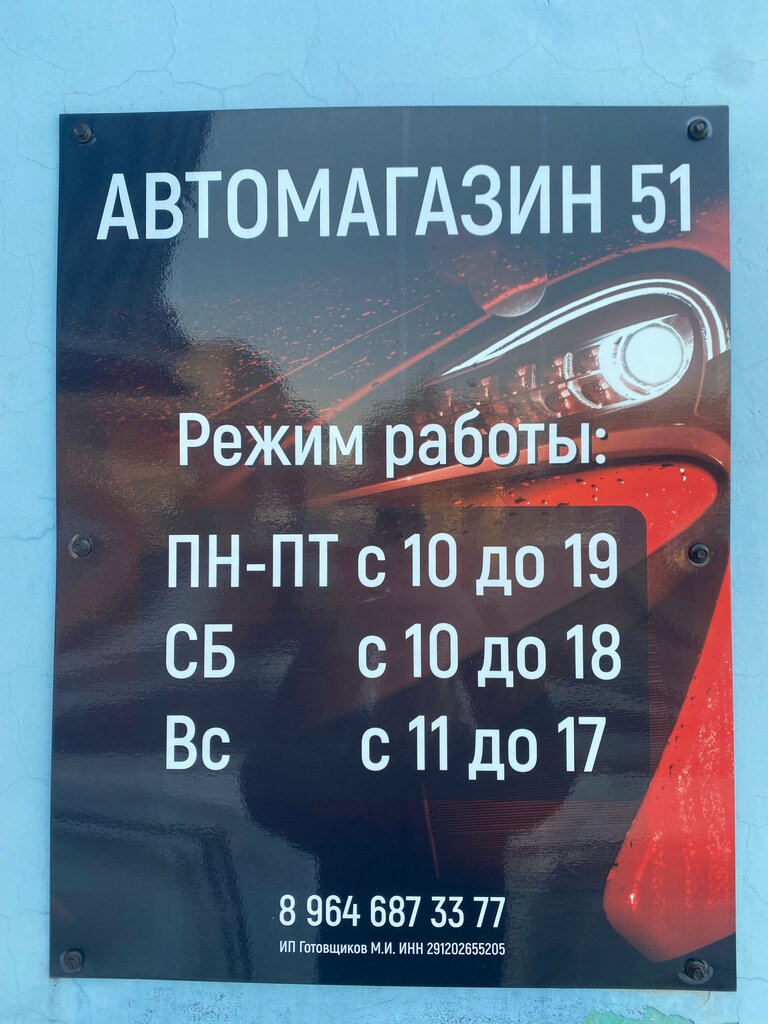 АВТОМАГАЗИН 51
Режим работы:
ПН-ПТ с 10 до 19
СБ с 10 до 18
Вс с 11 до 17
8 964 687 33 77
ИП Готовщиков М.И. ИНН 291202655205